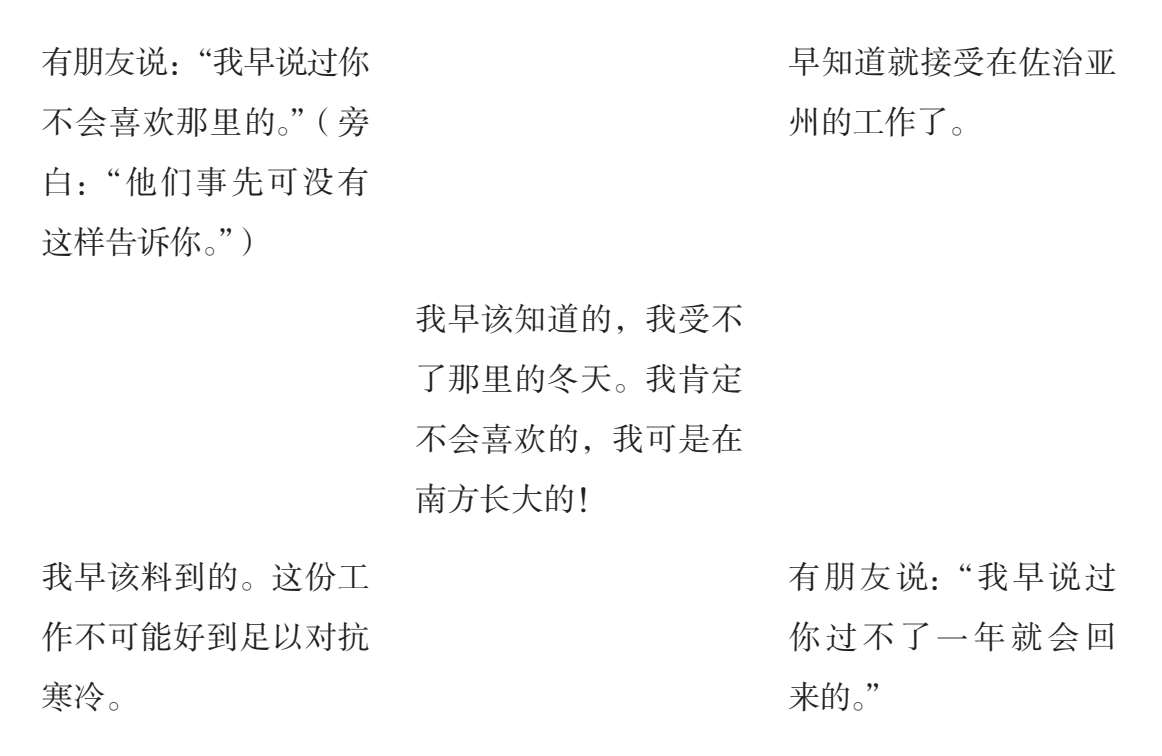 有朋友说：“我早说过你
不会喜欢那里的。”（旁
白：“他们事先可没有
这样告诉你。”）
早知道就接受在佐治亚
州的工作了。
我早该知道的，我受不
了那里的冬天。我肯定
不会喜欢的，我可是在
南方长大的！
我早该料到的。这份工
作不可能好到足以对抗
寒冷。
有朋友说：“我早说过
你过不了一年就会回
来的。”